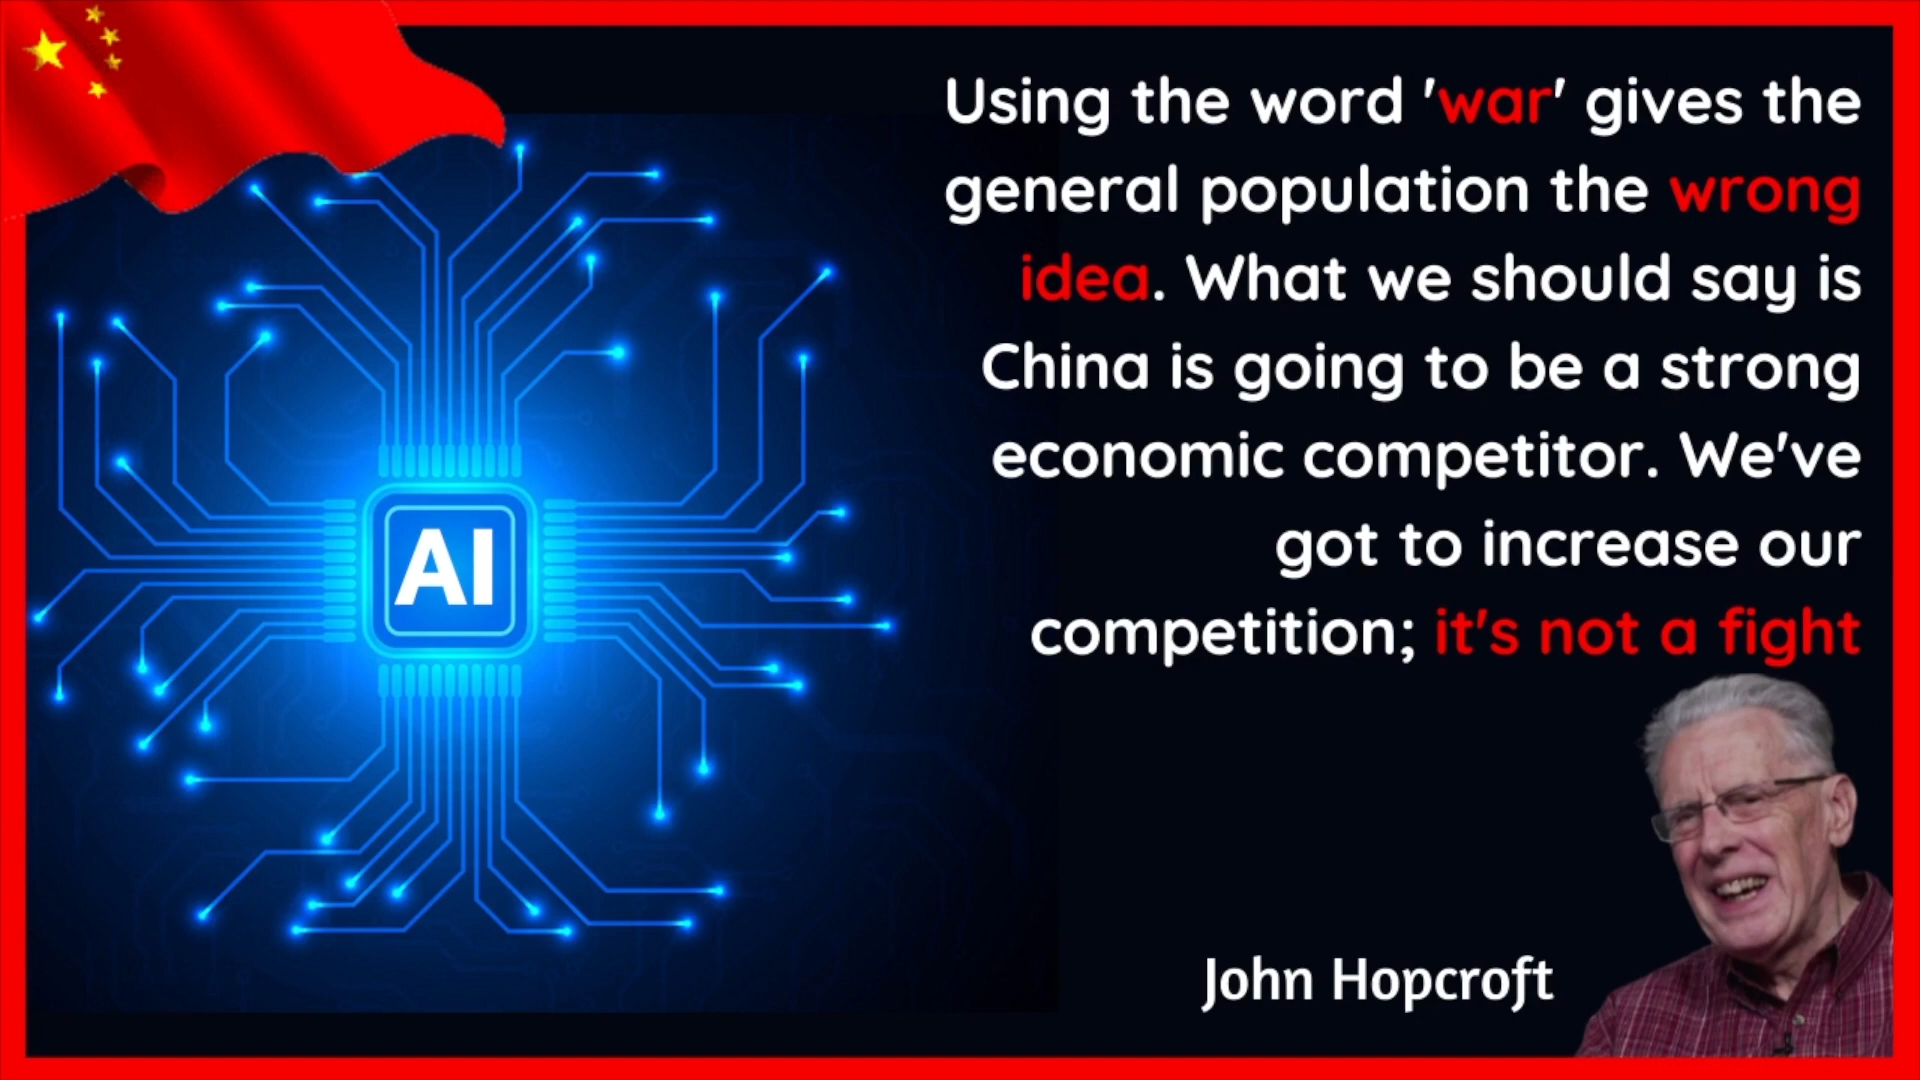 Using the word 'war' gives the
general population the wrong
idea. What we should say is
China is going to be a strong
economic competitor. We've
got to increase our
competition; it's not a fight
AI
John Hopcroft